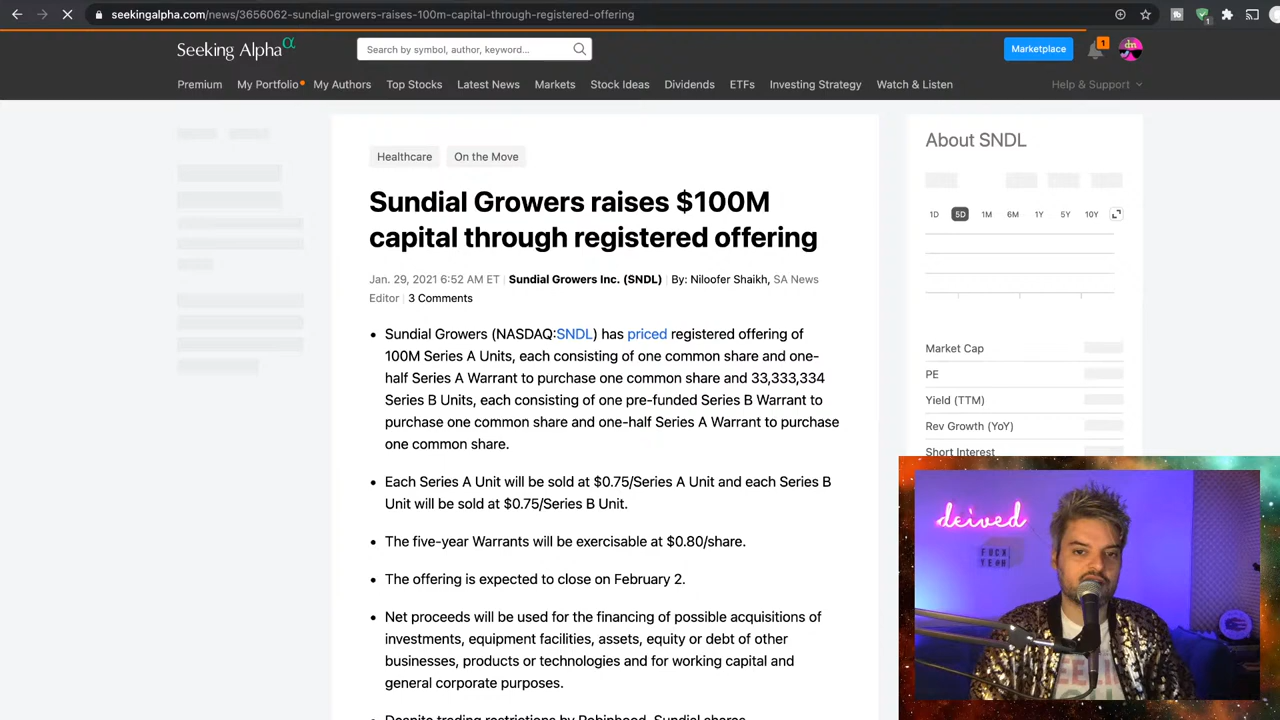 seekingalpha.com/news/3656062-sundial-growers-raises-100m-capital-through-registered-offering
Seeking Alpha α
Search by symbol, author, keyword...
Marketplace
1
Premium My Portfolio My Authors Top Stocks Latest News Markets Stock Ideas Dividends ETFs Investing Strategy Watch & Listen Help & Support
Healthcare On the Move
Sundial Growers raises $100M
capital through registered offering
Jan. 29, 2021 6:52 AM ET | Sundial Growers Inc. (SNDL) | By: Niloofer Shaikh, SA News
Editor | 3 Comments
• Sundial Growers (NASDAQ:SNDL) has priced registered offering of
100M Series A Units, each consisting of one common share and one-
half Series A Warrant to purchase one common share and 33,333,334
Series B Units, each consisting of one pre-funded Series B Warrant to
purchase one common share and one-half Series A Warrant to purchase
one common share.
• Each Series A Unit will be sold at $0.75/Series A Unit and each Series B
Unit will be sold at $0.75/Series B Unit.
• The five-year Warrants will be exercisable at $0.80/share.
• The offering is expected to close on February 2.
• Net proceeds will be used for the financing of possible acquisitions of
investments, equipment facilities, assets, equity or debt of other
businesses, products or technologies and for working capital and
general corporate purposes.
• Despite trading restrictions by Robinhood, Sundial shares
About SNDL
1D 5D 1M 6M 1Y 5Y 10Y
Market Cap
PE
Yield (TTM)
Rev Growth (YoY)
Short Interest
deived
FUCK
YEAH